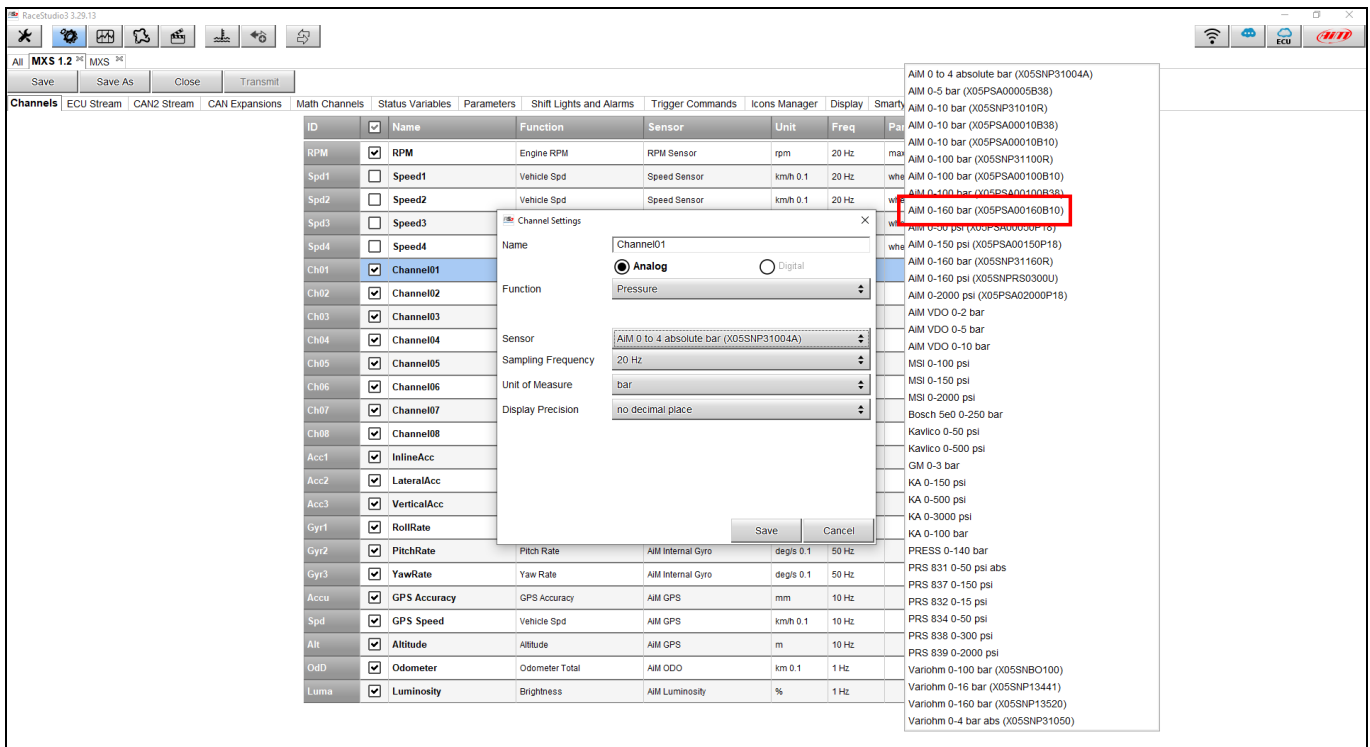 RaceStudio3 3.29.13
ECU
AiM
All MXS 1.2 MXS
Save Save As Close Transmit
Channels ECU Stream CAN2 Stream CAN Expansions Math Channels Status Variables Parameters Shift Lights and Alarms Trigger Commands Icons Manager Display Smarty
ID Name Function Sensor Unit Freq Par
RPM RPM Engine RPM RPM Sensor rpm 20 Hz max
Spd1 Speed1 Vehicle Spd Speed Sensor km/h 0.1 20 Hz whe
Spd2 Speed2 Vehicle Spd Speed Sensor km/h 0.1 20 Hz whe
Spd3 Speed3
Spd4 Speed4 whe
Ch01 Channel01
Ch02 Channel02
Ch03 Channel03
Ch04 Channel04
Ch05 Channel05
Ch06 Channel06
Ch07 Channel07
Ch08 Channel08
Acc1 InlineAcc
Acc2 LateralAcc
Acc3 VerticalAcc
Gyr1 RollRate
Gyr2 PitchRate Pitch Rate AiM Internal Gyro deg/s 0.1 50 Hz
Gyr3 YawRate Yaw Rate AiM Internal Gyro deg/s 0.1 50 Hz
Accu GPS Accuracy GPS Accuracy AiM GPS mm 10 Hz
Spd GPS Speed Vehicle Spd AiM GPS km/h 0.1 10 Hz
Alt Altitude Altitude AiM GPS m 10 Hz
OdD Odometer Odometer Total AiM ODO km 0.1 1 Hz
Luma Luminosity Brightness AiM Luminosity % 1 Hz
Channel Settings
Name Channel01
Analog Digital
Function Pressure
Sensor AiM 0 to 4 absolute bar (X05SNP31004A)
Sampling Frequency 20 Hz
Unit of Measure bar
Display Precision no decimal place
Save Cancel
AiM 0 to 4 absolute bar (X05SNP31004A)
AiM 0-5 bar (X05PSA00005B38)
AiM 0-10 bar (X05SNP31010R)
AiM 0-10 bar (X05PSA00010B38)
AiM 0-10 bar (X05PSA00010B10)
AiM 0-100 bar (X05SNP31100R)
AiM 0-100 bar (X05PSA00100B10)
AiM 0-100 bar (X05PSA00100B38)
AiM 0-160 bar (X05PSA00160B10)
AiM 0-50 psi (X05PSA00050P18)
AiM 0-150 psi (X05PSA00150P18)
AiM 0-160 bar (X05SNP31160R)
AiM 0-160 psi (X05SNPRS0300U)
AiM 0-2000 psi (X05PSA02000P18)
AiM VDO 0-2 bar
AiM VDO 0-5 bar
AiM VDO 0-10 bar
MSI 0-100 psi
MSI 0-150 psi
MSI 0-2000 psi
Bosch 5e0 0-250 bar
Kavlico 0-50 psi
Kavlico 0-500 psi
GM 0-3 bar
KA 0-150 psi
KA 0-500 psi
KA 0-3000 psi
KA 0-100 bar
PRESS 0-140 bar
PRS 831 0-50 psi abs
PRS 837 0-150 psi
PRS 832 0-15 psi
PRS 834 0-50 psi
PRS 838 0-300 psi
PRS 839 0-2000 psi
Variohm 0-100 bar (X05SNBO100)
Variohm 0-16 bar (X05SNP13441)
Variohm 0-160 bar (X05SNP13520)
Variohm 0-4 bar abs (X05SNP31050)